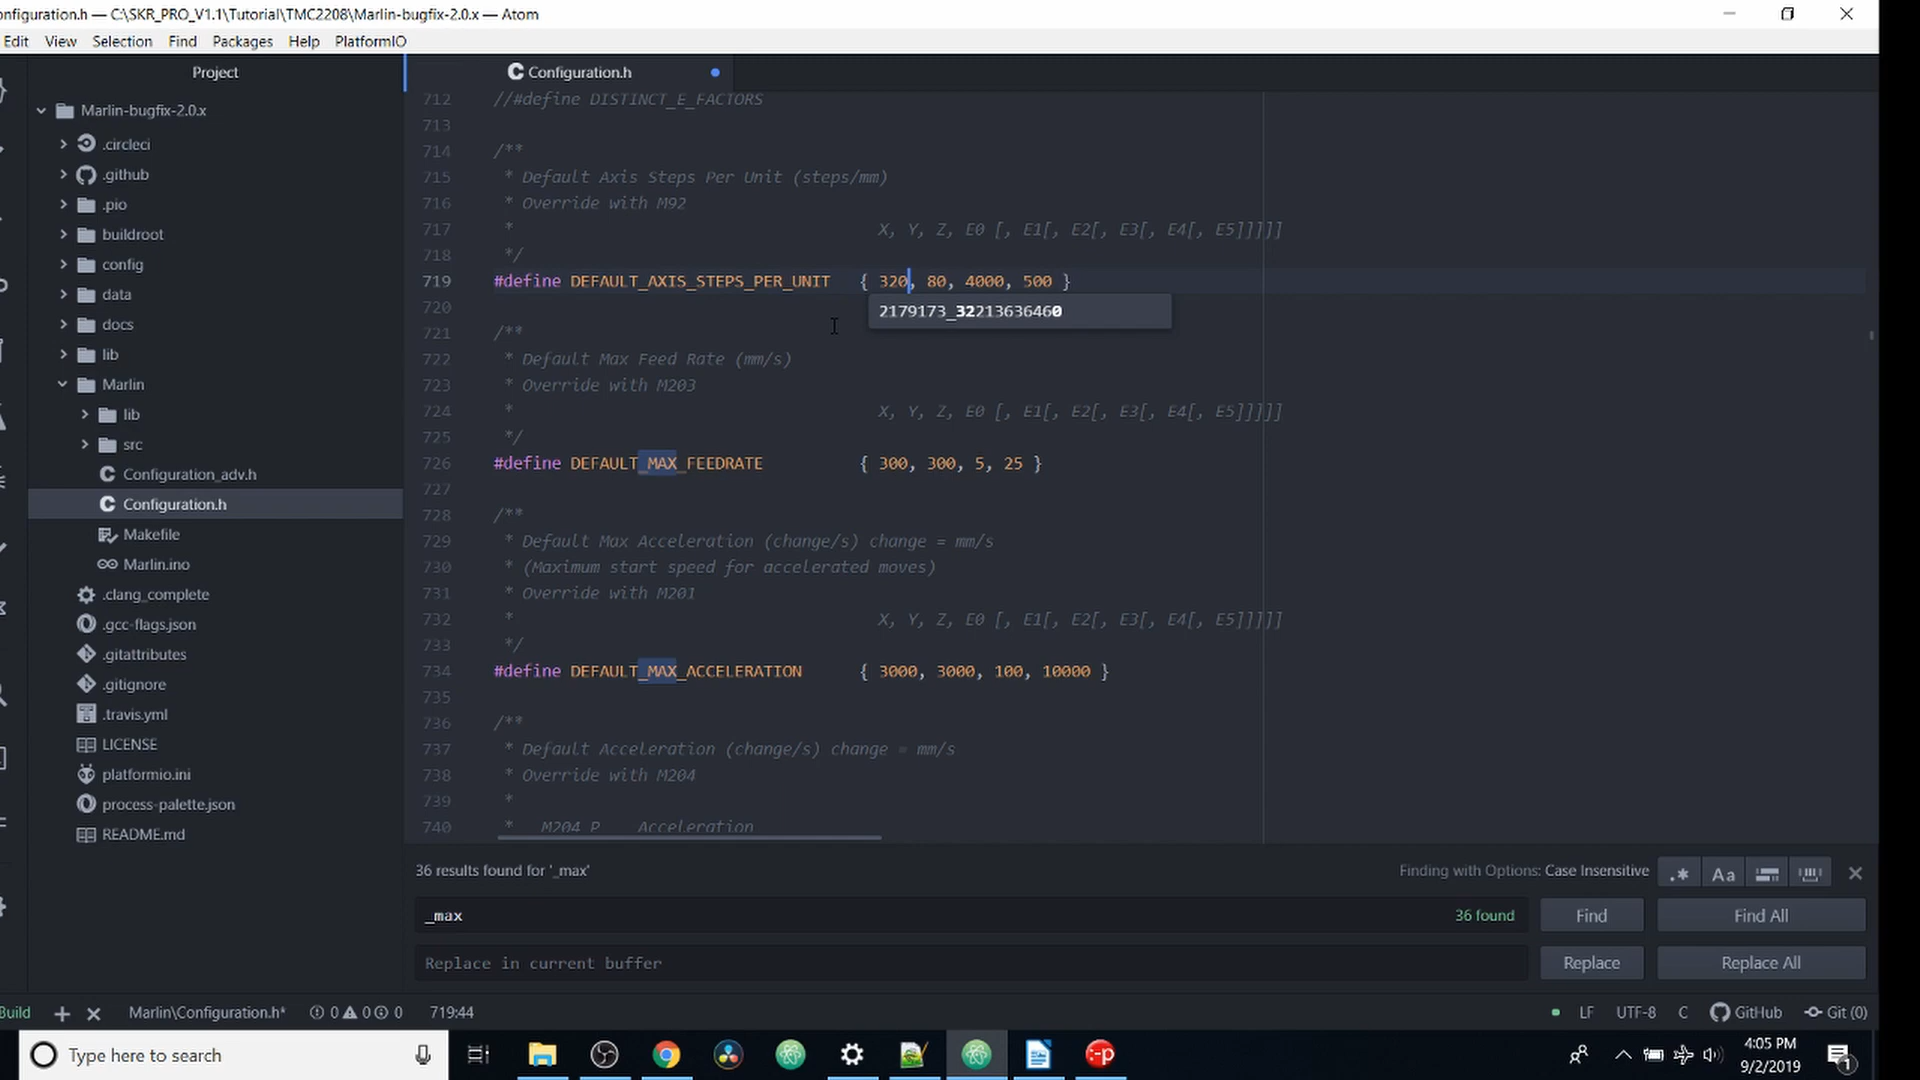 onfiguration.h — C:\SKR_PRO_V1.1\Tutorial\TMC2208\Marlin-bugfix-2.0.x — Atom
Edit View Selection Find Packages Help PlatformIO
Project
Configuration.h
Marlin-bugfix-2.0.x
.circleci
.github
.pio
buildroot
config
data
docs
lib
Marlin
lib
src
Configuration_adv.h
Configuration.h
Makefile
Marlin.ino
.clang_complete
.gcc-flags.json
.gitattributes
.gitignore
.travis.yml
LICENSE
platformio.ini
process-palette.json
README.md
712 //#define DISTINCT_E_FACTORS
713
714 /**
715 * Default Axis Steps Per Unit (steps/mm)
716 * Override with M92
717 * X, Y, Z, E0 [, E1[, E2[, E3[, E4[, E5]]]]]
718 */
719 #define DEFAULT_AXIS_STEPS_PER_UNIT { 320, 80, 4000, 500 }
2179173_32213636460
720
721 /**
722 * Default Max Feed Rate (mm/s)
723 * Override with M203
724 * X, Y, Z, E0 [, E1[, E2[, E3[, E4[, E5]]]]]
725 */
726 #define DEFAULT_MAX_FEEDRATE { 300, 300, 5, 25 }
727
728 /**
729 * Default Max Acceleration (change/s) change = mm/s
730 * (Maximum start speed for accelerated moves)
731 * Override with M201
732 * X, Y, Z, E0 [, E1[, E2[, E3[, E4[, E5]]]]]
733 */
734 #define DEFAULT_MAX_ACCELERATION { 3000, 3000, 100, 10000 }
735
736 /**
737 * Default Acceleration (change/s) change = mm/s
738 * Override with M204
739 *
740 * M204 P Acceleration
36 results found for '_max'
Finding with Options: Case Insensitive
.* Aa
_max 36 found
Find Find All
Replace in current buffer
Replace Replace All
Build + × Marlin\Configuration.h* 0 0 0 719:44
LF UTF-8 C GitHub Git (0)
Type here to search
4:05 PM
9/2/2019
1